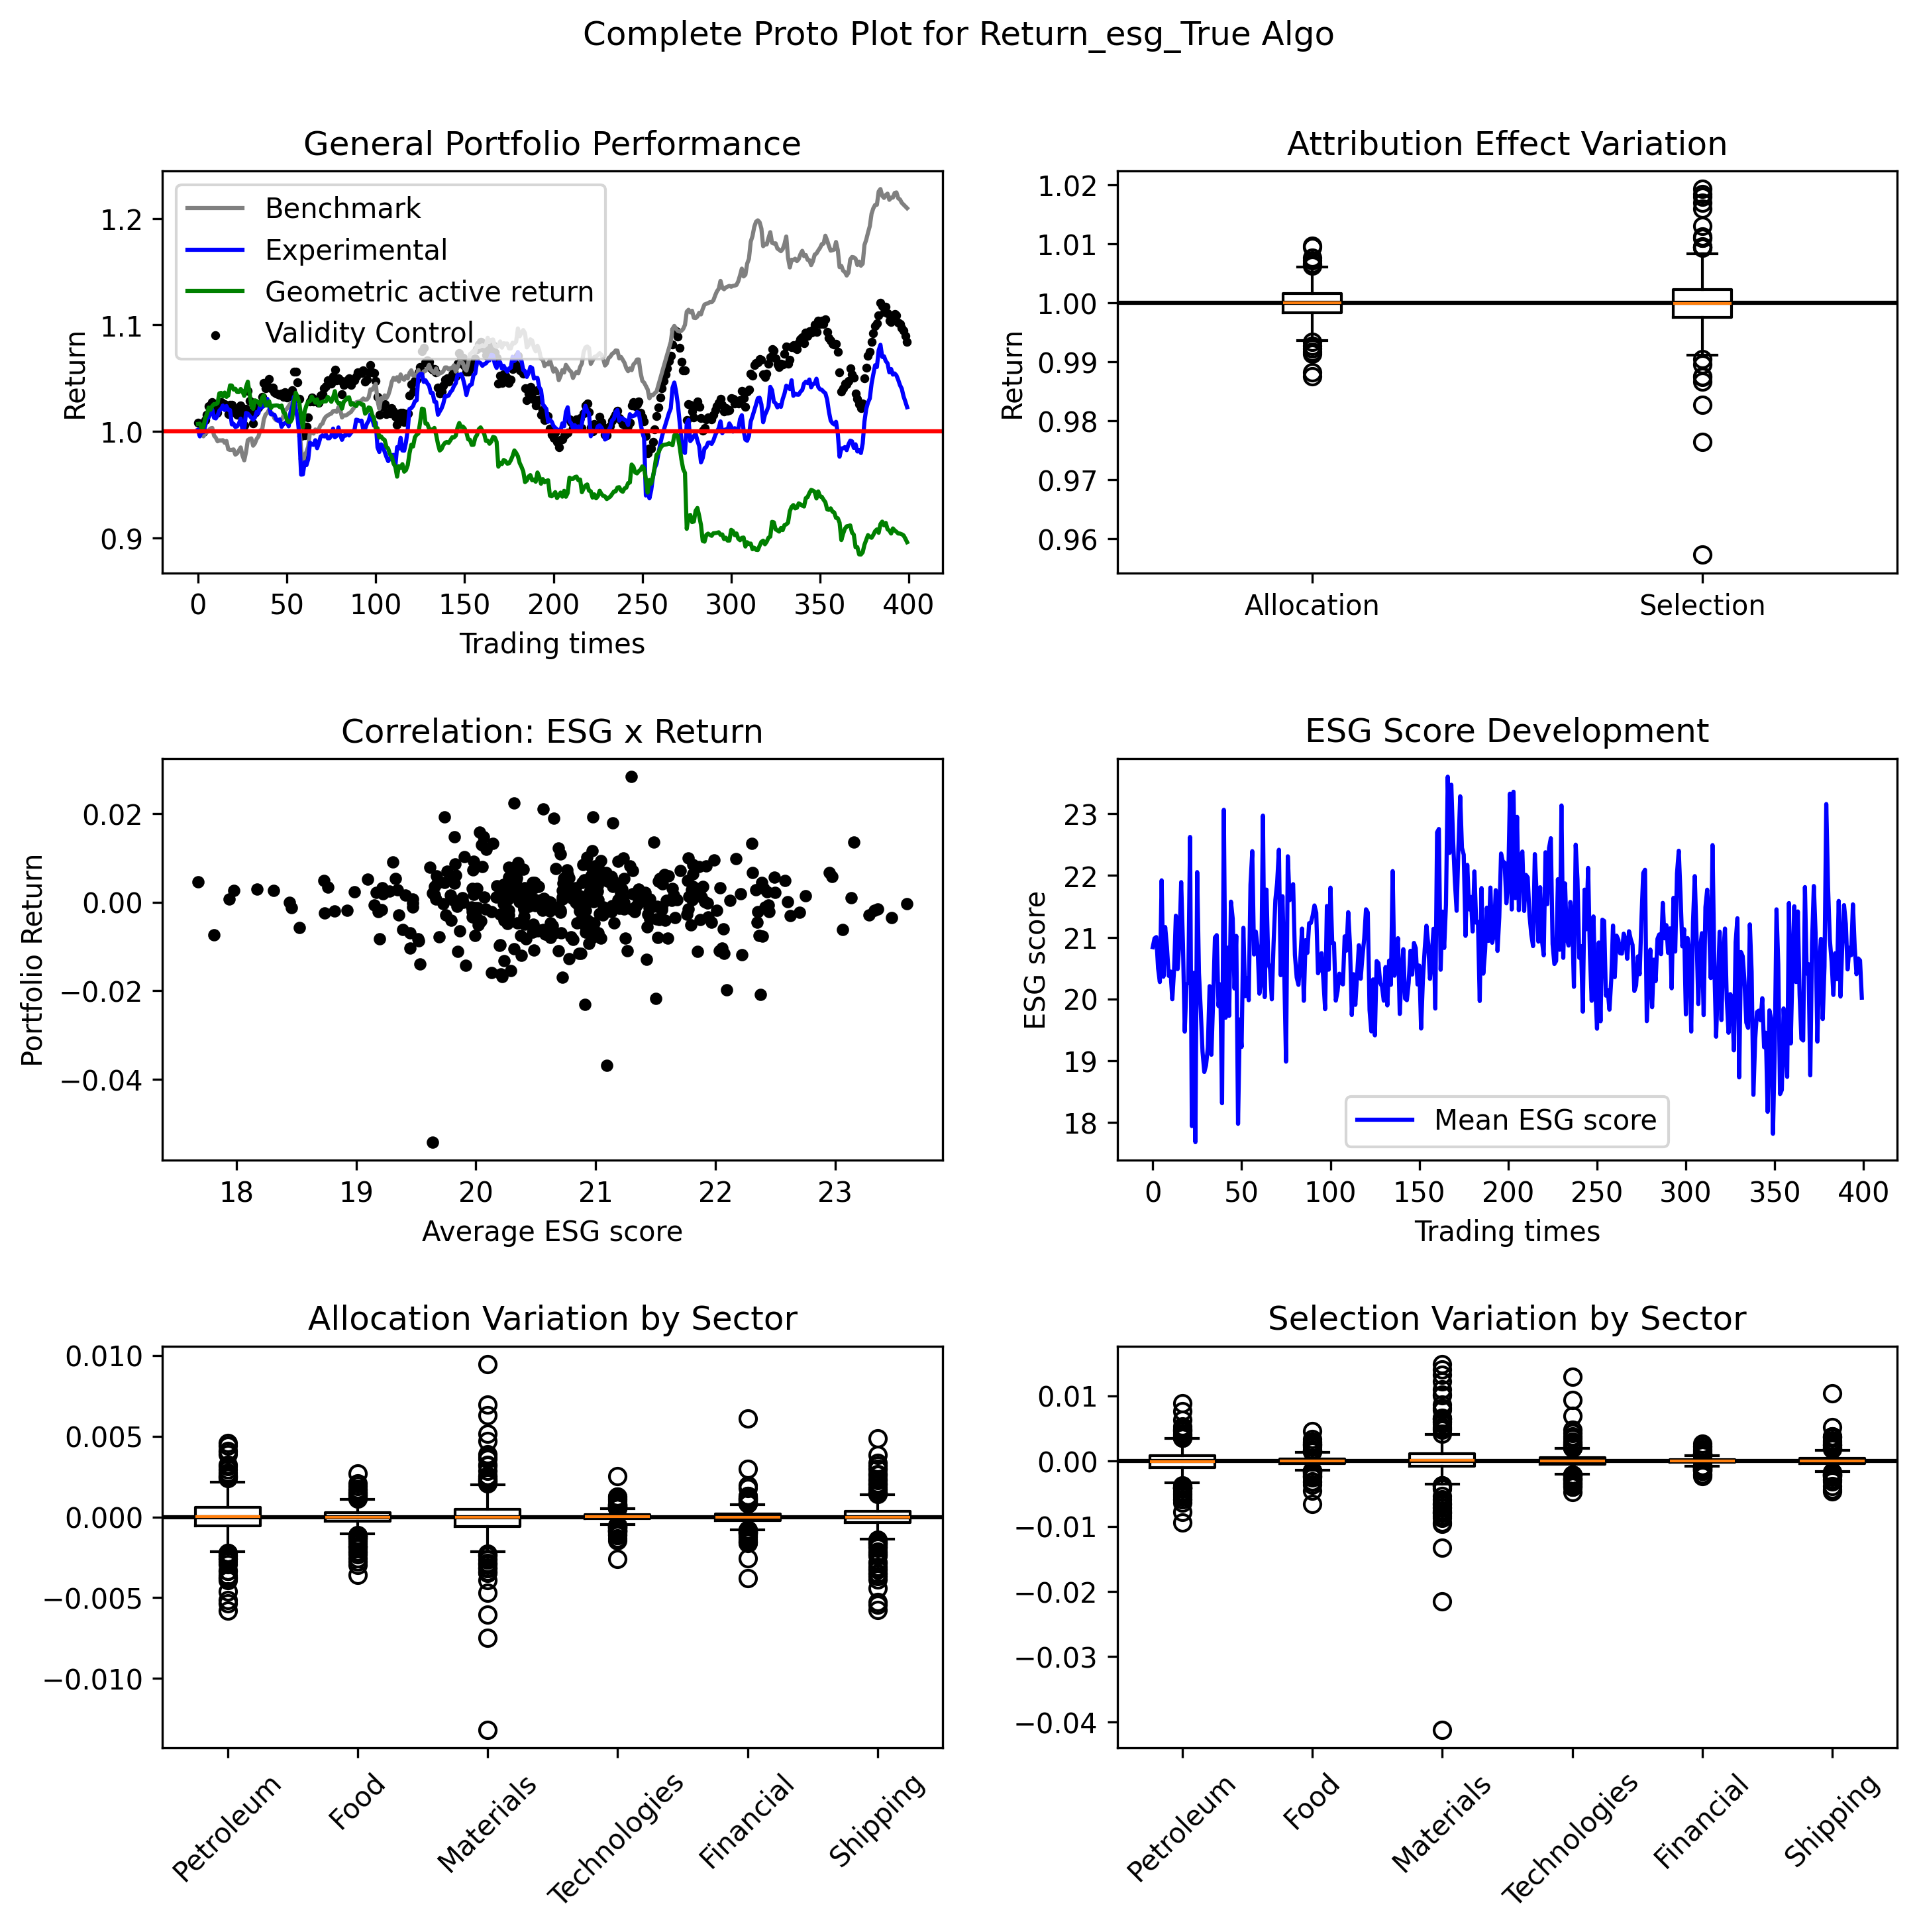 Complete Proto Plot for Return_esg_True Algo
General Portfolio Performance
Return
1.2
1.1
1.0
0.9
Benchmark
Experimental
Geometric active return
Validity Control
0 50 100 150 200 250 300 350 400
Trading times
Attribution Effect Variation
Return
1.02
1.01
1.00
0.99
0.98
0.97
0.96
Allocation Selection
Correlation: ESG x Return
Portfolio Return
0.02
0.00
−0.02
−0.04
18 19 20 21 22 23
Average ESG score
ESG Score Development
ESG score
23
22
21
20
19
18
Mean ESG score
0 50 100 150 200 250 300 350 400
Trading times
Allocation Variation by Sector
0.010
0.005
0.000
−0.005
−0.010
Petroleum
Food
Materials
Technologies
Financial
Shipping
Selection Variation by Sector
0.01
0.00
−0.01
−0.02
−0.03
−0.04
Petroleum
Food
Materials
Technologies
Financial
Shipping